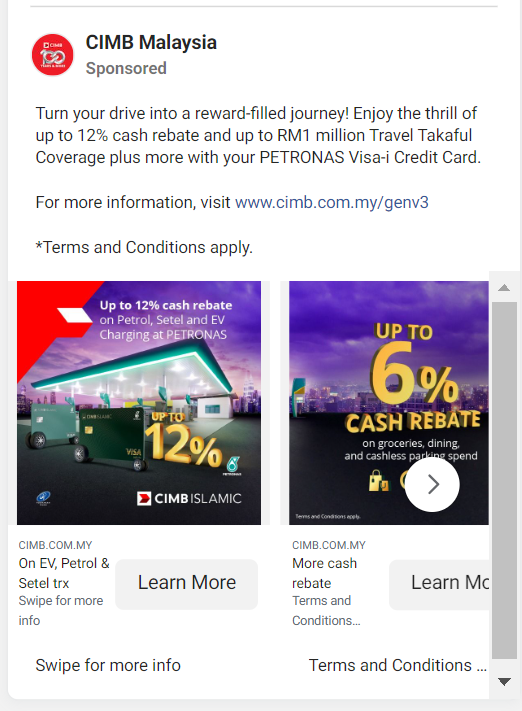 CIMB
100
CIMB Malaysia
Sponsored
Turn your drive into a reward-filled journey! Enjoy the thrill of
up to 12% cash rebate and up to RM1 million Travel Takaful
Coverage plus more with your PETRONAS Visa-i Credit Card.
For more information, visit www.cimb.com.my/genv3
*Terms and Conditions apply.
Up to 12% cash rebate
on Petrol, Setel and EV
Charging at PETRONAS
CIMB ISLAMIC
VISA
UP TO
12%
PETRONAS
CIMB ISLAMIC
UP TO
6%
CASH REBATE
on groceries, dining,
and cashless parking spend
Terms and Conditions apply.
CIMB.COM.MY
On EV, Petrol &
Setel trx
Swipe for more
info
Learn More
CIMB.COM.MY
More cash
rebate
Terms and
Conditions...
Learn Mo
Swipe for more info
Terms and Conditions ...